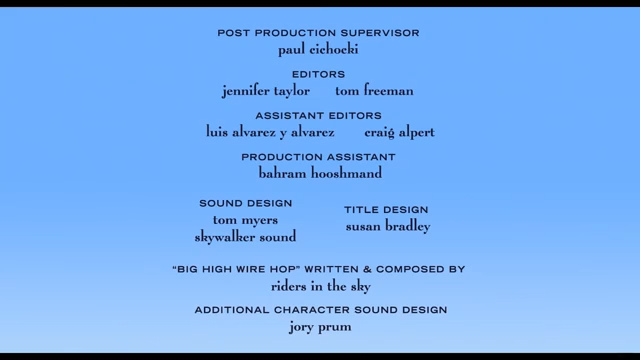 POST PRODUCTION SUPERVISOR
paul cichocki
EDITORS
jennifer taylor tom freeman
ASSISTANT EDITORS
luis alvarez y alvarez craig alpert
PRODUCTION ASSISTANT
bahram hooshmand
SOUND DESIGN
tom myers
skywalker sound
TITLE DESIGN
susan bradley
“BIG HIGH WIRE HOP” WRITTEN & COMPOSED BY
riders in the sky
ADDITIONAL CHARACTER SOUND DESIGN
jory prum